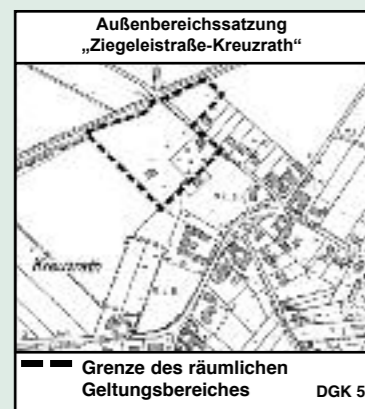 Außenbereichssatzung
„Ziegeleistraße-Kreuzrath“
Kreuzrath
Grenze des räumlichen
Geltungsbereiches DGK 5